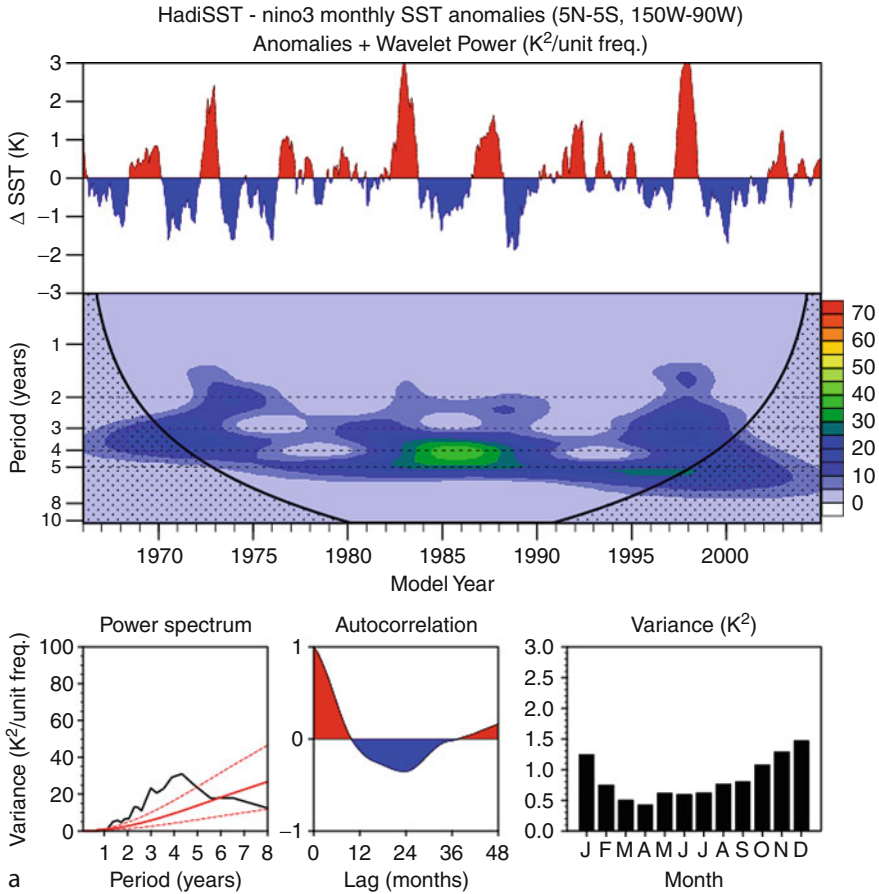 HadiSST - nino3 monthly SST anomalies (5N-5S, 150W-90W)
Anomalies + Wavelet Power (K²/unit freq.)
Δ SST (K)
3
2
1
0
−1
−2
−3
Period (years)
1
2
3
4
5
8
10
1970 1975 1980 1985 1990 1995 2000
Model Year
70
60
50
40
30
20
10
0
Power spectrum
Variance (K²/unit freq.)
100
80
60
40
20
0
1 2 3 4 5 6 7 8
Period (years)
Autocorrelation
1
0
−1
0 12 24 36 48
Lag (months)
Variance (K²)
3.0
2.5
2.0
1.5
1.0
0.5
0.0
J F M A M J J A S O N D
Month
a